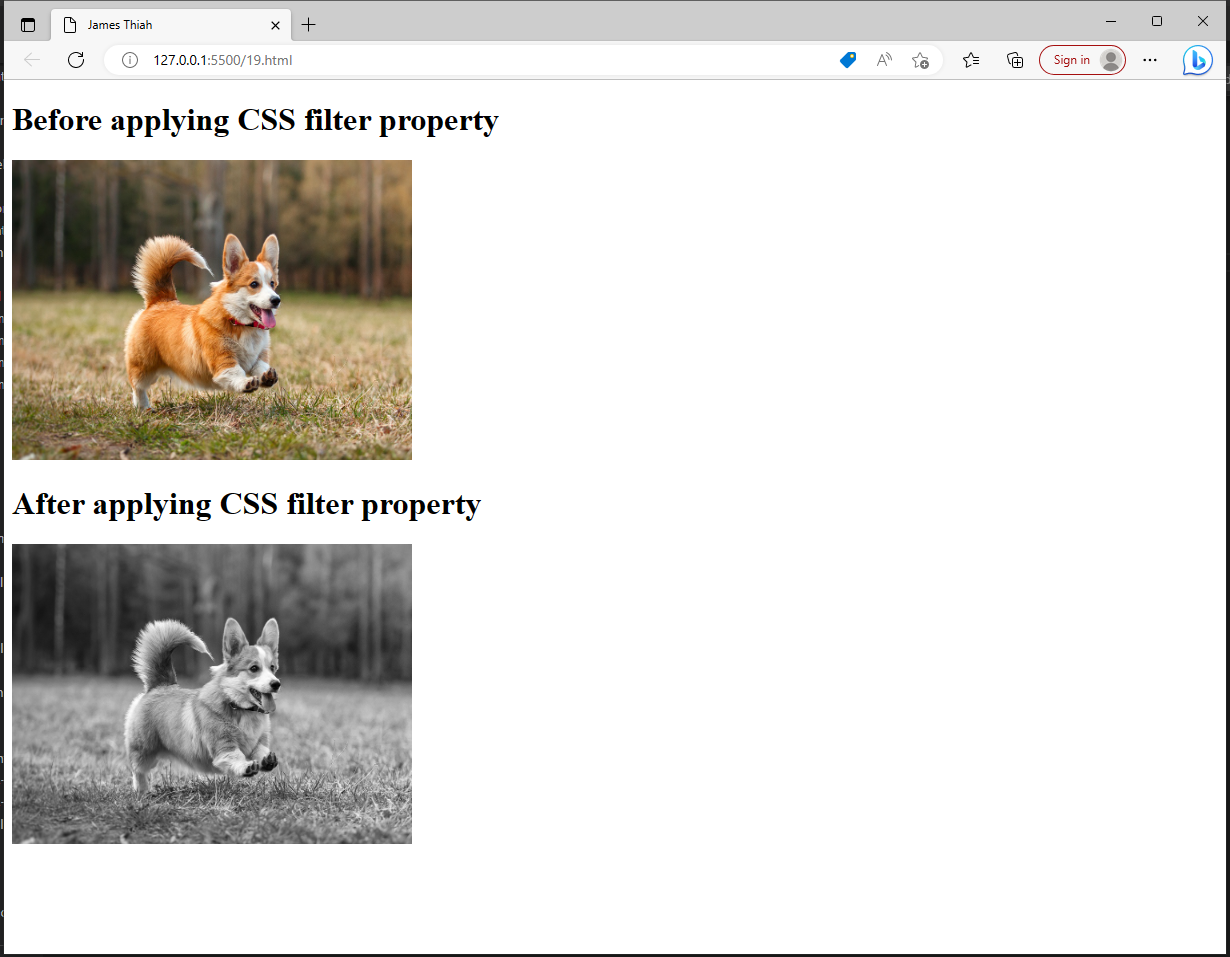 James Thiah
127.0.0.1:5500/19.html
Sign in
Before applying CSS filter property
After applying CSS filter property